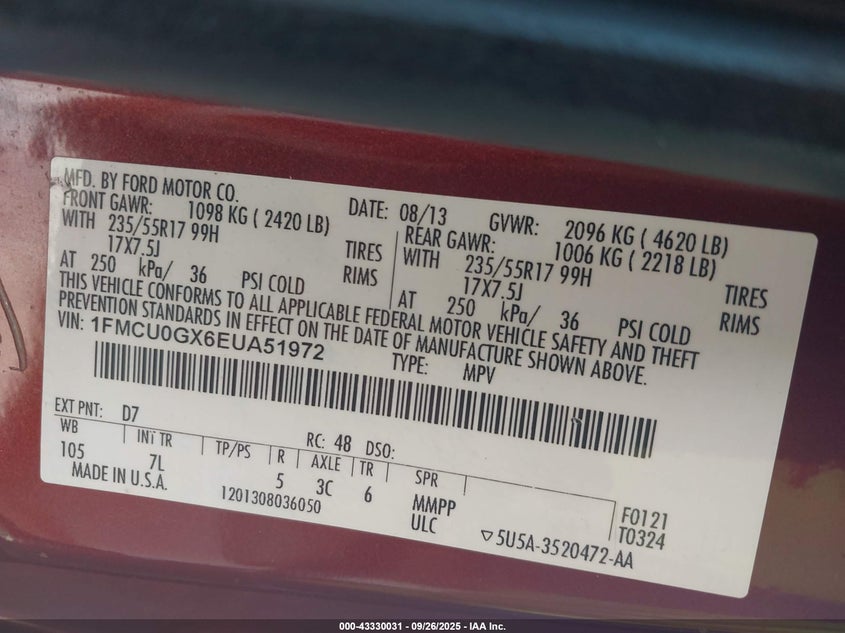 MFD. BY FORD MOTOR CO. DATE: 08/13 GVWR: 2096 KG ( 4620 LB)
FRONT GAWR: 1098 KG ( 2420 LB) REAR GAWR: 1006 KG ( 2218 LB)
WITH 235/55R17 99H TIRES WITH 235/55R17 99H TIRES
17X7.5J RIMS 17X7.5J RIMS
AT 250 kPa/ 36 PSI COLD AT 250 kPa/ 36 PSI COLD
THIS VEHICLE CONFORMS TO ALL APPLICABLE FEDERAL MOTOR VEHICLE SAFETY AND THEFT
PREVENTION STANDARDS IN EFFECT ON THE DATE OF MANUFACTURE SHOWN ABOVE.
VIN: 1FMCU0GX6EUA51972 TYPE: MPV
EXT PNT: D7 RC: 48 DSO:
WB INT TR TP/PS R AXLE TR SPR
105 7L 5 3C 6 MMPP F0121
MADE IN U.S.A. 1201308036050 ULC T0324
▽5U5A-3520472-AA
000-43330031 - 09/26/2025 - IAA Inc.